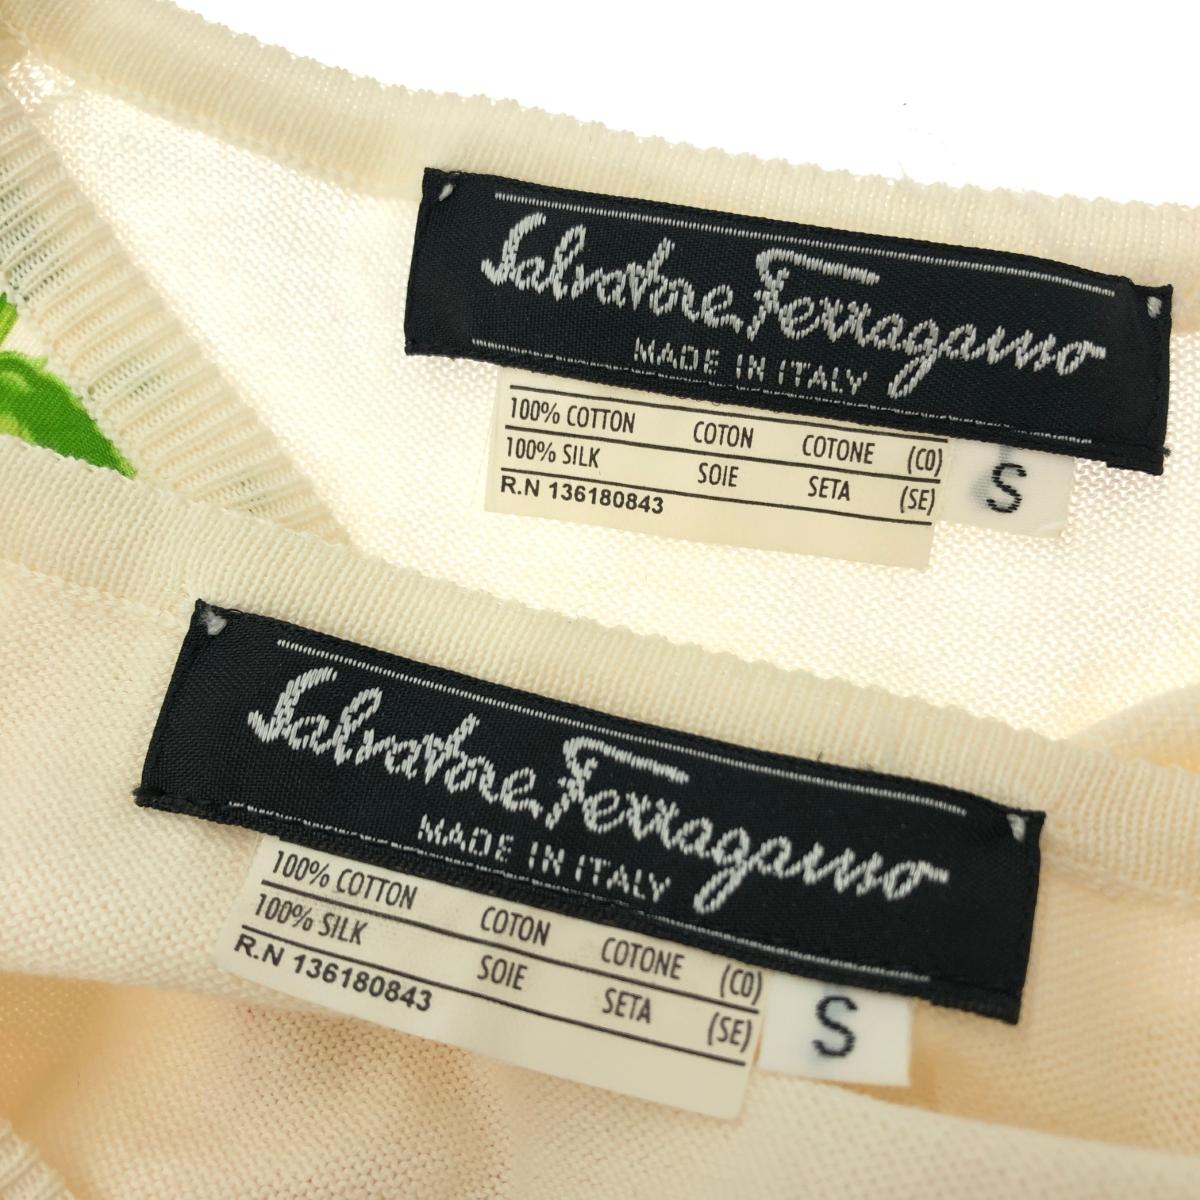 Salvatore Ferragamo
MADE IN ITALY
100% COTTON COTON COTONE (CO)
100% SILK SOIE SETA (SE)
R.N 136180843
S
Salvatore Ferragamo
MADE IN ITALY
100% COTTON COTON COTONE (CO)
100% SILK SOIE SETA (SE)
R.N 136180843
S